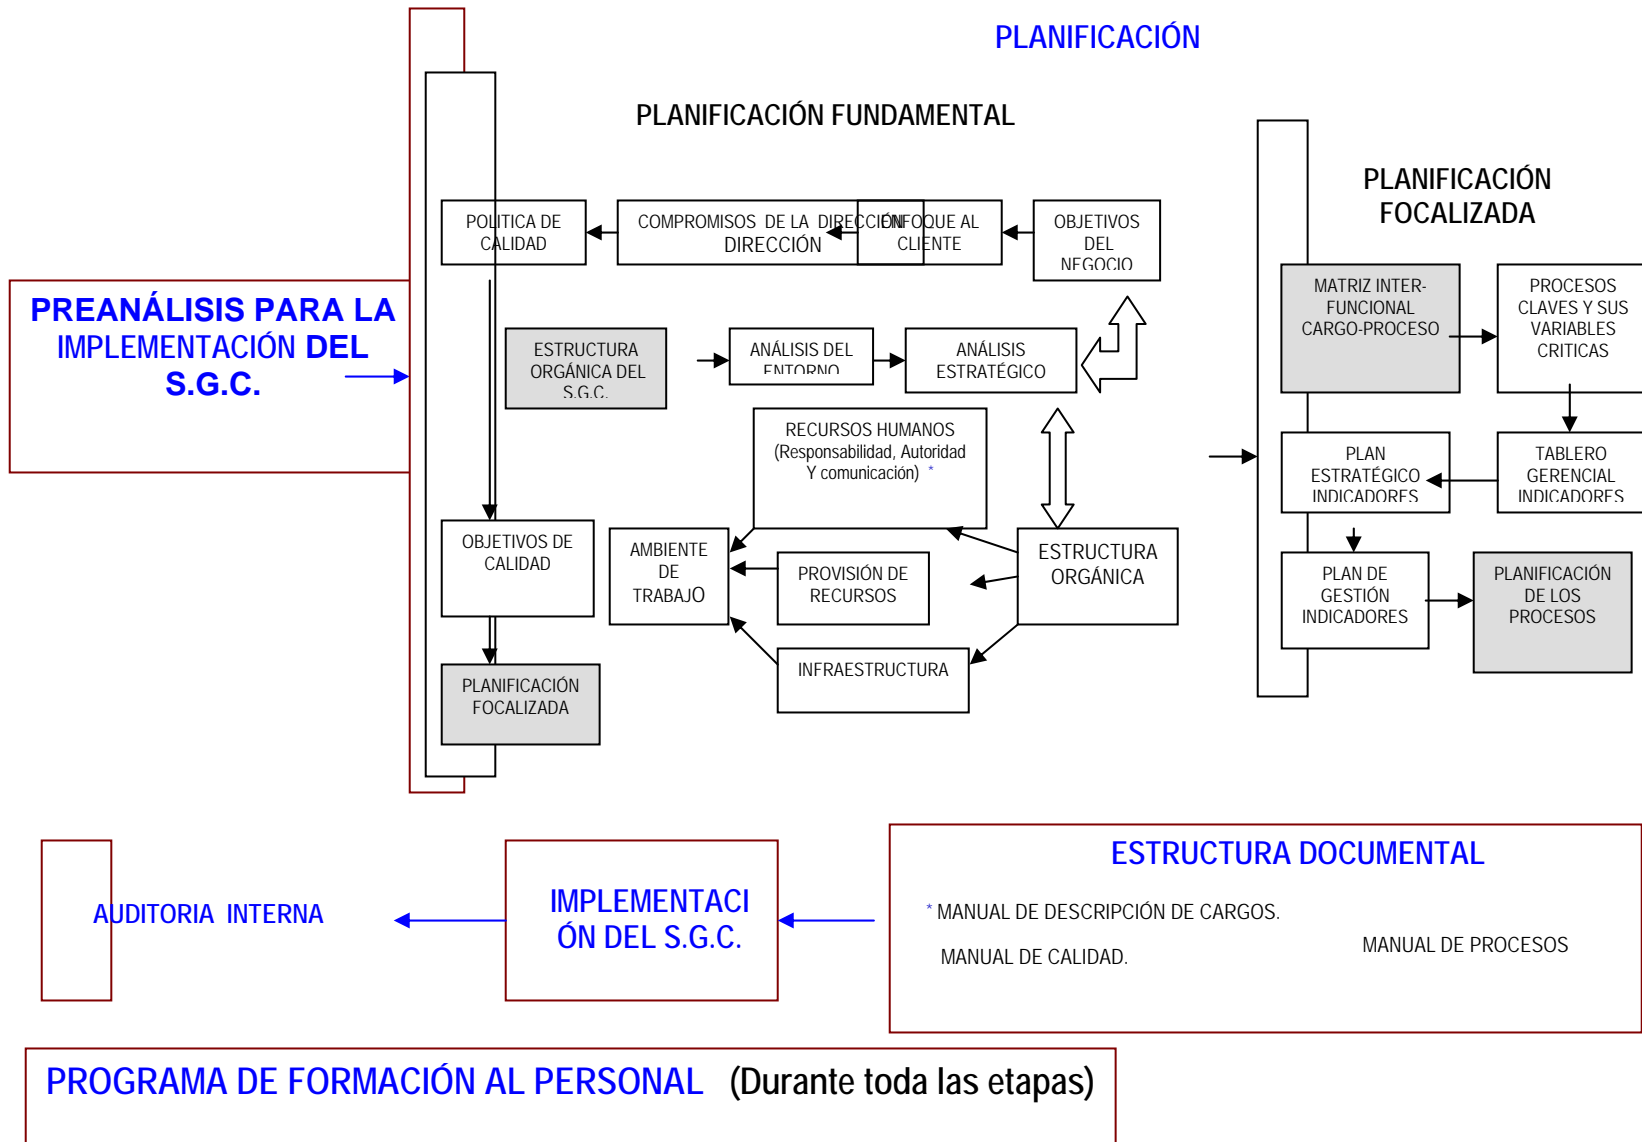 PLANIFICACIÓN
PLANIFICACIÓN FUNDAMENTAL
PLANIFICACIÓN
FOCALIZADA
POLITICA DE
CALIDAD
COMPROMISOS DE LA DIRECCIÓN
DIRECCIÓN
ENFOQUE AL
CLIENTE
OBJETIVOS
DEL
NEGOCIO
PREANÁLISIS PARA LA
IMPLEMENTACIÓN DEL
S.G.C.
ESTRUCTURA
ORGÁNICA DEL
S.G.C.
ANÁLISIS DEL
ENTORNO
ANÁLISIS
ESTRATÉGICO
MATRIZ INTER-
FUNCIONAL
CARGO-PROCESO
PROCESOS
CLAVES Y SUS
VARIABLES
CRITICAS
RECURSOS HUMANOS
(Responsabilidad, Autoridad
Y comunicación) *
PLAN
ESTRATÉGICO
INDICADORES
TABLERO
GERENCIAL
INDICADORES
OBJETIVOS DE
CALIDAD
AMBIENTE
DE
TRABAJO
PROVISIÓN DE
RECURSOS
ESTRUCTURA
ORGÁNICA
PLAN DE
GESTIÓN
INDICADORES
PLANIFICACIÓN
DE LOS
PROCESOS
INFRAESTRUCTURA
PLANIFICACIÓN
FOCALIZADA
AUDITORIA INTERNA
IMPLEMENTACI
ÓN DEL S.G.C.
ESTRUCTURA DOCUMENTAL
* MANUAL DE DESCRIPCIÓN DE CARGOS.
MANUAL DE CALIDAD.
MANUAL DE PROCESOS
PROGRAMA DE FORMACIÓN AL PERSONAL (Durante toda las etapas)